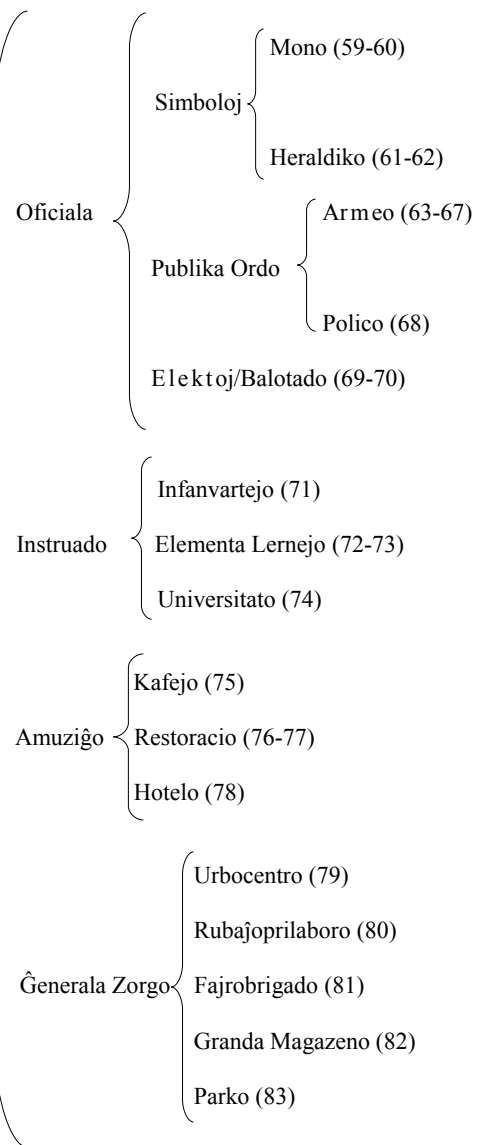 Mono (59-60)
Simboloj
Heraldiko (61-62)
Oficiala
Armeo (63-67)
Publika Ordo
Polico (68)
Elektoj/Balotado (69-70)
Infanvartejo (71)
Instruado
Elementa Lernejo (72-73)
Universitato (74)
Kafejo (75)
Amuziĝo
Restoracio (76-77)
Hotelo (78)
Urbocentro (79)
Rubaĵoprilaboro (80)
Ĝenerala Zorgo
Fajrobrigado (81)
Granda Magazeno (82)
Parko (83)